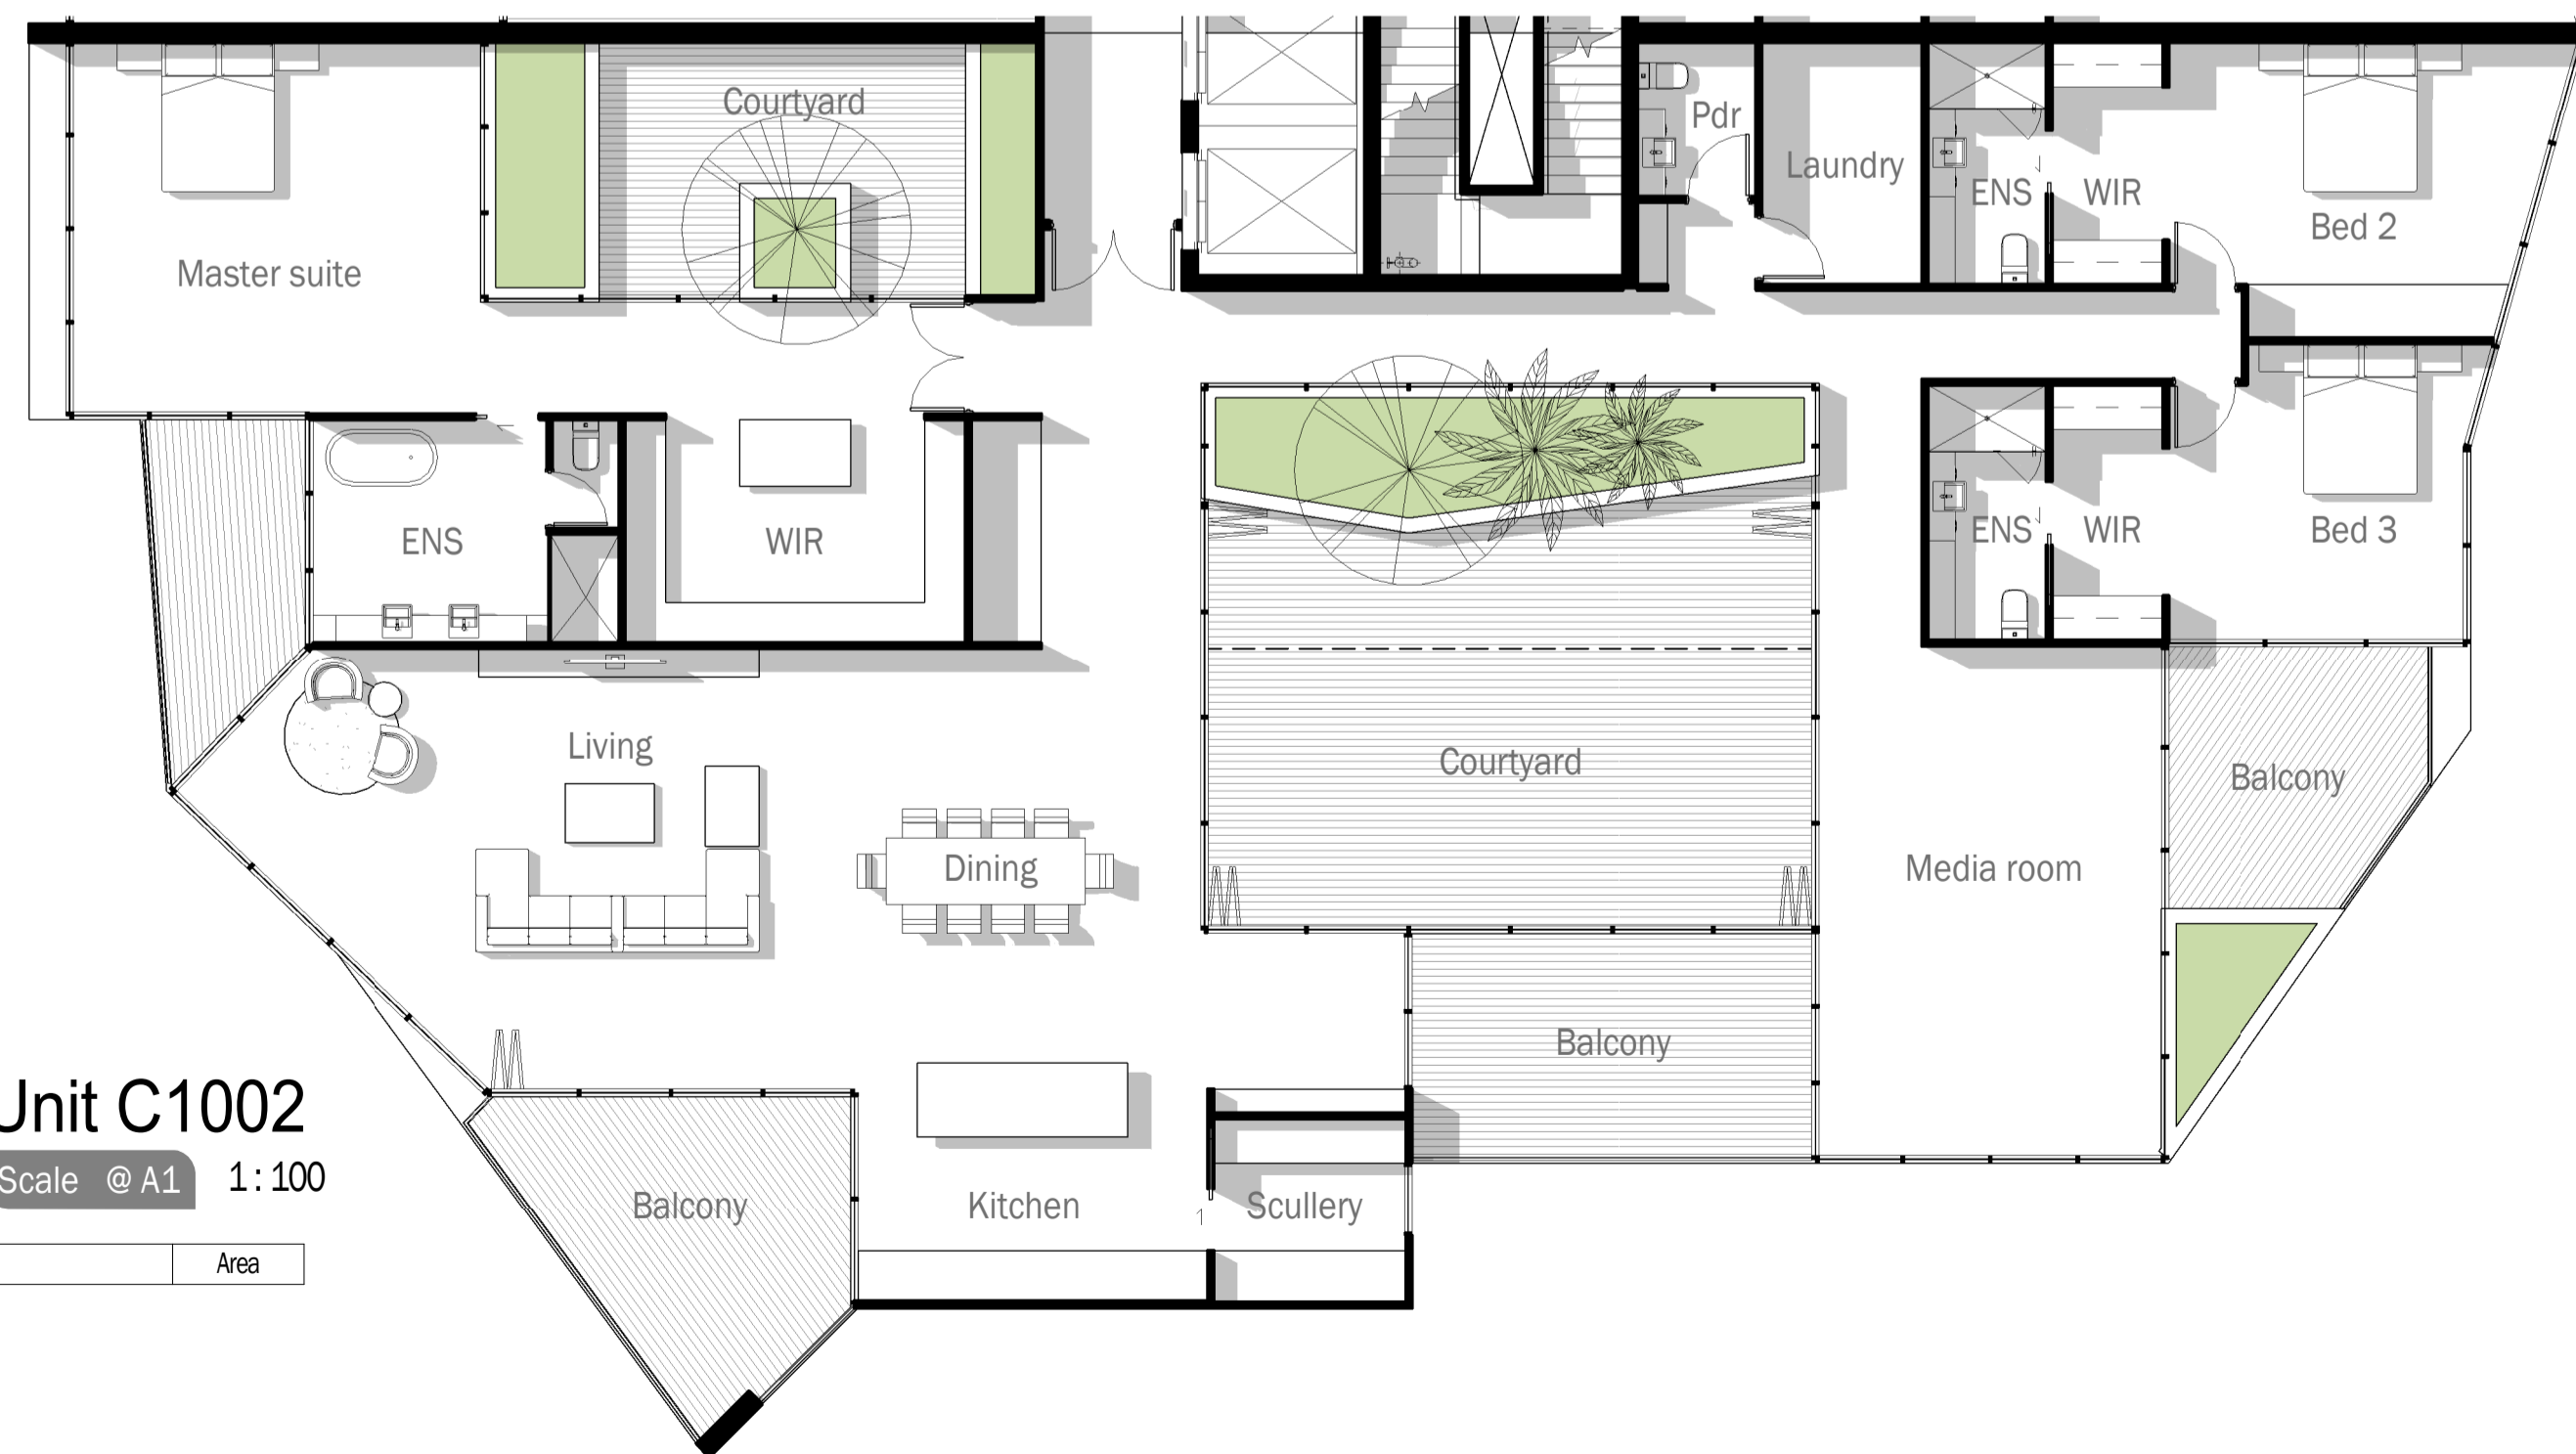 Courtyard
Pdr
Laundry
ENS
WIR
Bed 2
Master suite
ENS
WIR
ENS
WIR
Bed 3
Living
Courtyard
Balcony
Dining
Media room
Balcony
Unit C1002
Scale @ A1 1 : 100
Balcony
Kitchen
Scullery
Area